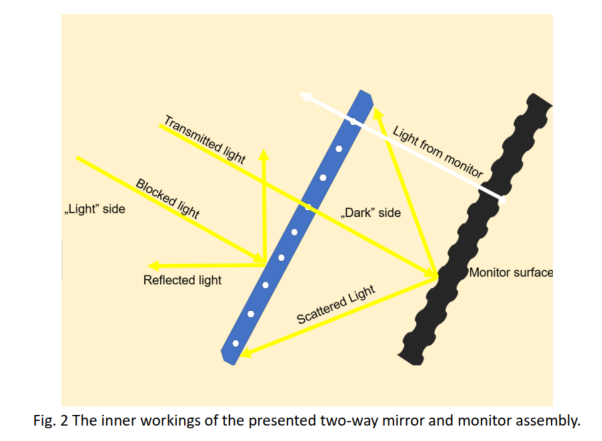 Transmitted light
Light from monitor
Blocked light
„Light” side
„Dark” side
Reflected light
Monitor surface
Scattered Light
Fig. 2 The inner workings of the presented two-way mirror and monitor assembly.